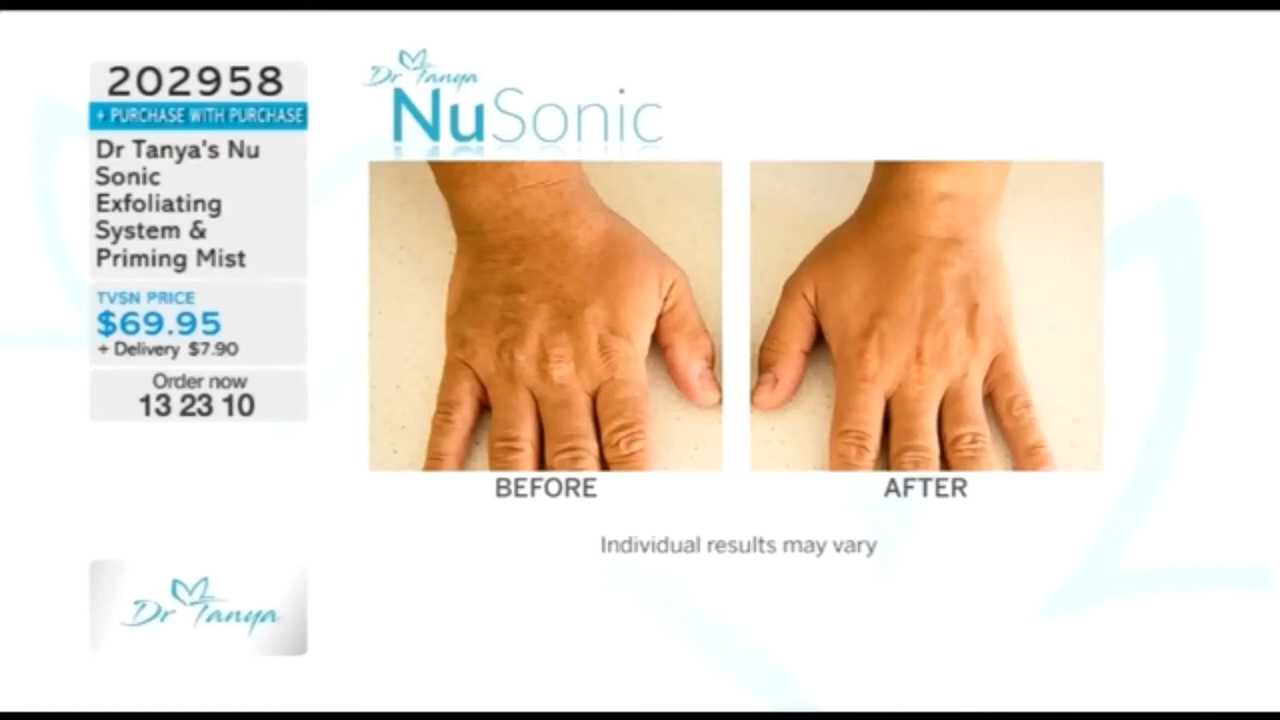 202958
+ PURCHASE WITH PURCHASE
Dr Tanya's Nu
Sonic
Exfoliating
System &
Priming Mist
TVSN PRICE
$69.95
+ Delivery $7.90
Order now
13 23 10
Dr Tanya
Dr Tanya
NuSonic
BEFORE
AFTER
Individual results may vary